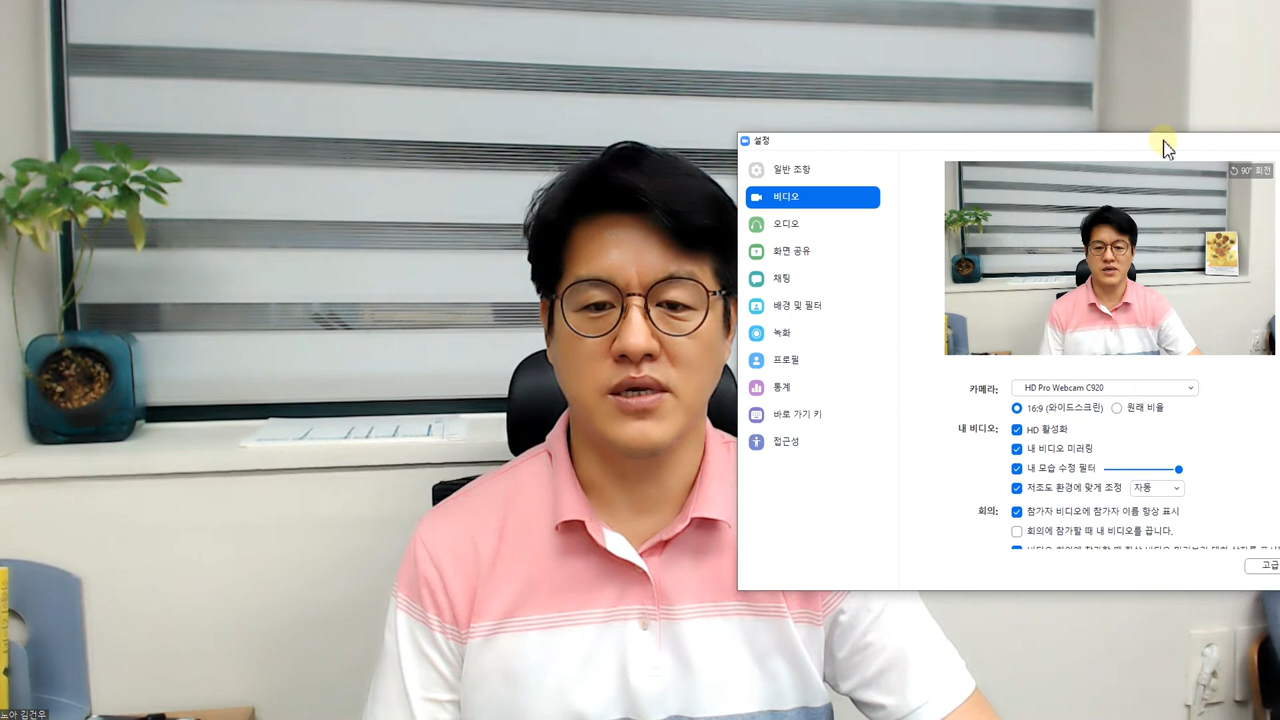 설정
일반 조항
비디오
오디오
화면 공유
채팅
배경 및 필터
녹화
프로필
통계
바로 가기 키
접근성
90° 회전
카메라: HD Pro Webcam C920
16:9 (와이드스크린) 원래 비율
내 비디오: HD 활성화
내 비디오 미러링
내 모습 수정 필터
저조도 환경에 맞게 조정 자동
회의: 참가자 비디오에 참가자 이름 항상 표시
회의에 참가할 때 내 비디오를 끕니다.
고급
노아 김건우